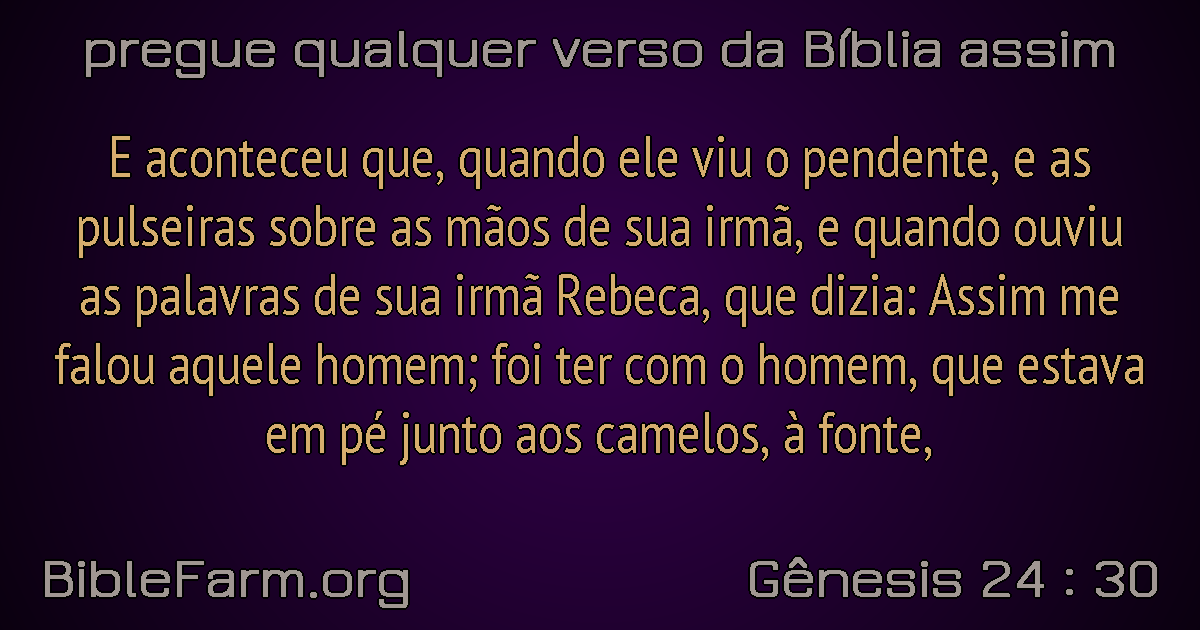 pregue qualquer verso da Bíblia assim
E aconteceu que, quando ele viu o pendente, e as
pulseiras sobre as mãos de sua irmã, e quando ouviu
as palavras de sua irmã Rebeca, que dizia: Assim me
falou aquele homem; foi ter com o homem, que estava
em pé junto aos camelos, à fonte,
BibleFarm.org
Gênesis 24 : 30